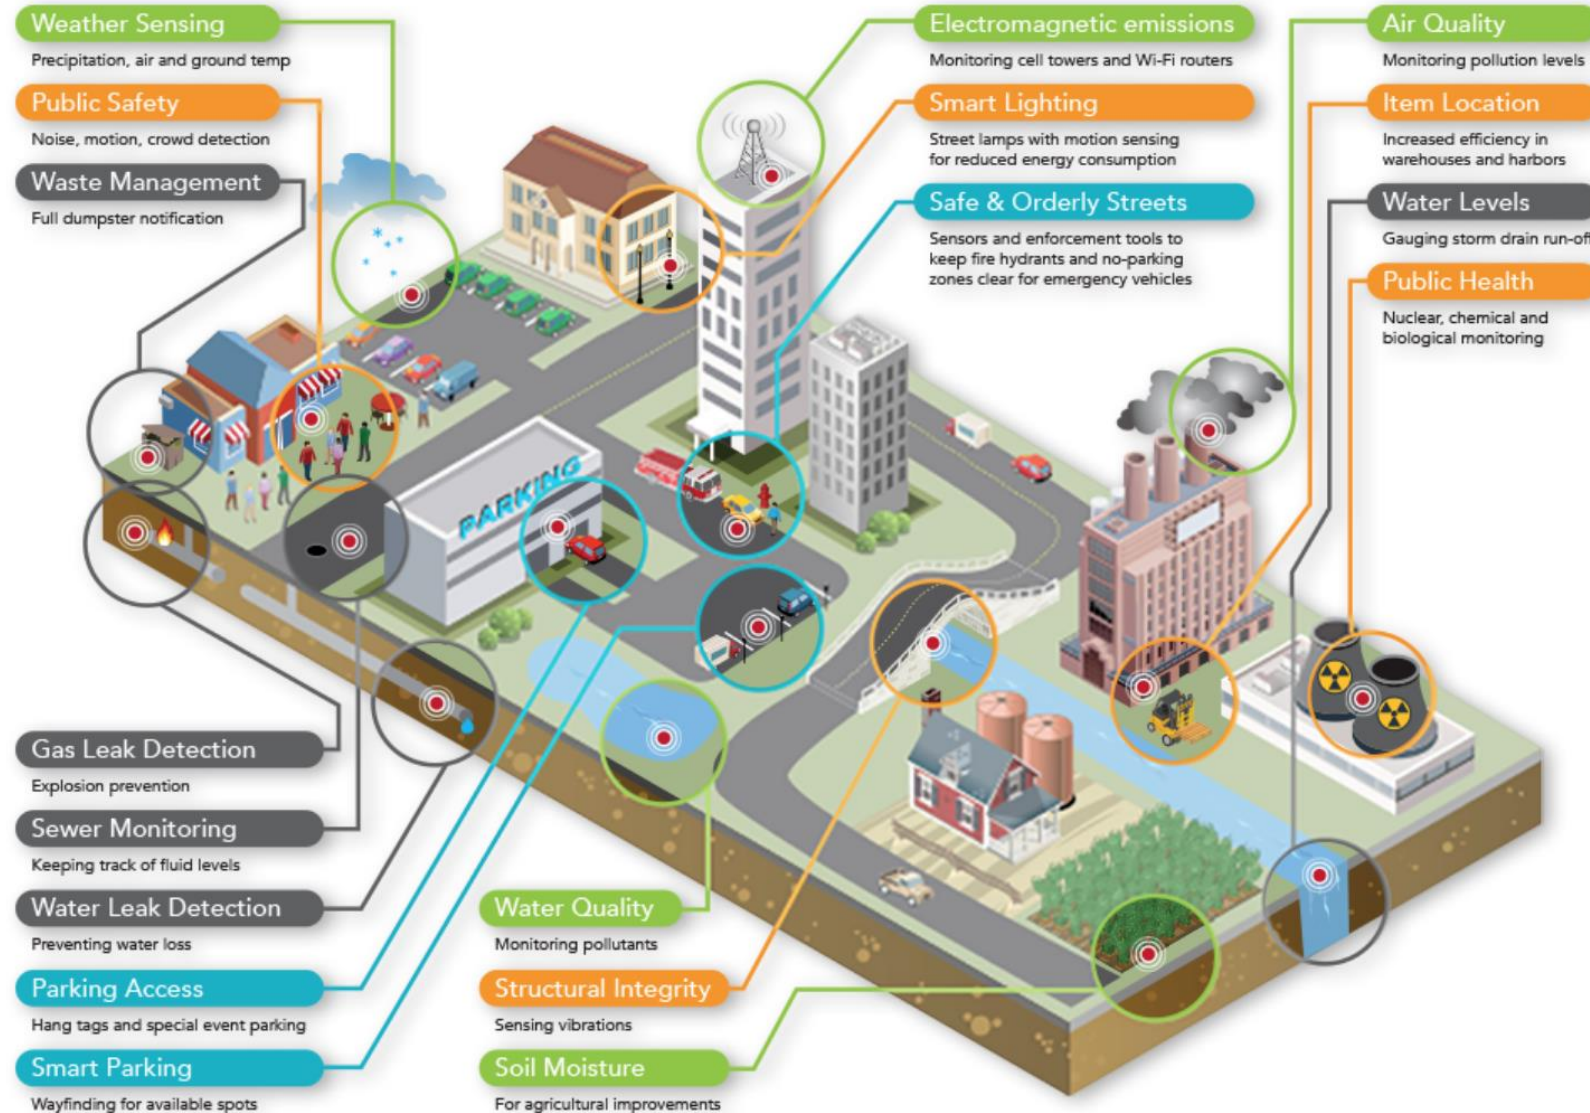 Weather Sensing
Precipitation, air and ground temp
Public Safety
Noise, motion, crowd detection
Waste Management
Full dumpster notification
Electromagnetic emissions
Monitoring cell towers and Wi-Fi routers
Smart Lighting
Street lamps with motion sensing
for reduced energy consumption
Safe & Orderly Streets
Sensors and enforcement tools to
keep fire hydrants and no-parking
zones clear for emergency vehicles
Air Quality
Monitoring pollution levels
Item Location
Increased efficiency in
warehouses and harbors
Water Levels
Gauging storm drain run-off
Public Health
Nuclear, chemical and
biological monitoring
PARKING
Gas Leak Detection
Explosion prevention
Sewer Monitoring
Keeping track of fluid levels
Water Leak Detection
Preventing water loss
Parking Access
Hang tags and special event parking
Smart Parking
Wayfinding for available spots
Water Quality
Monitoring pollutants
Structural Integrity
Sensing vibrations
Soil Moisture
For agricultural improvements